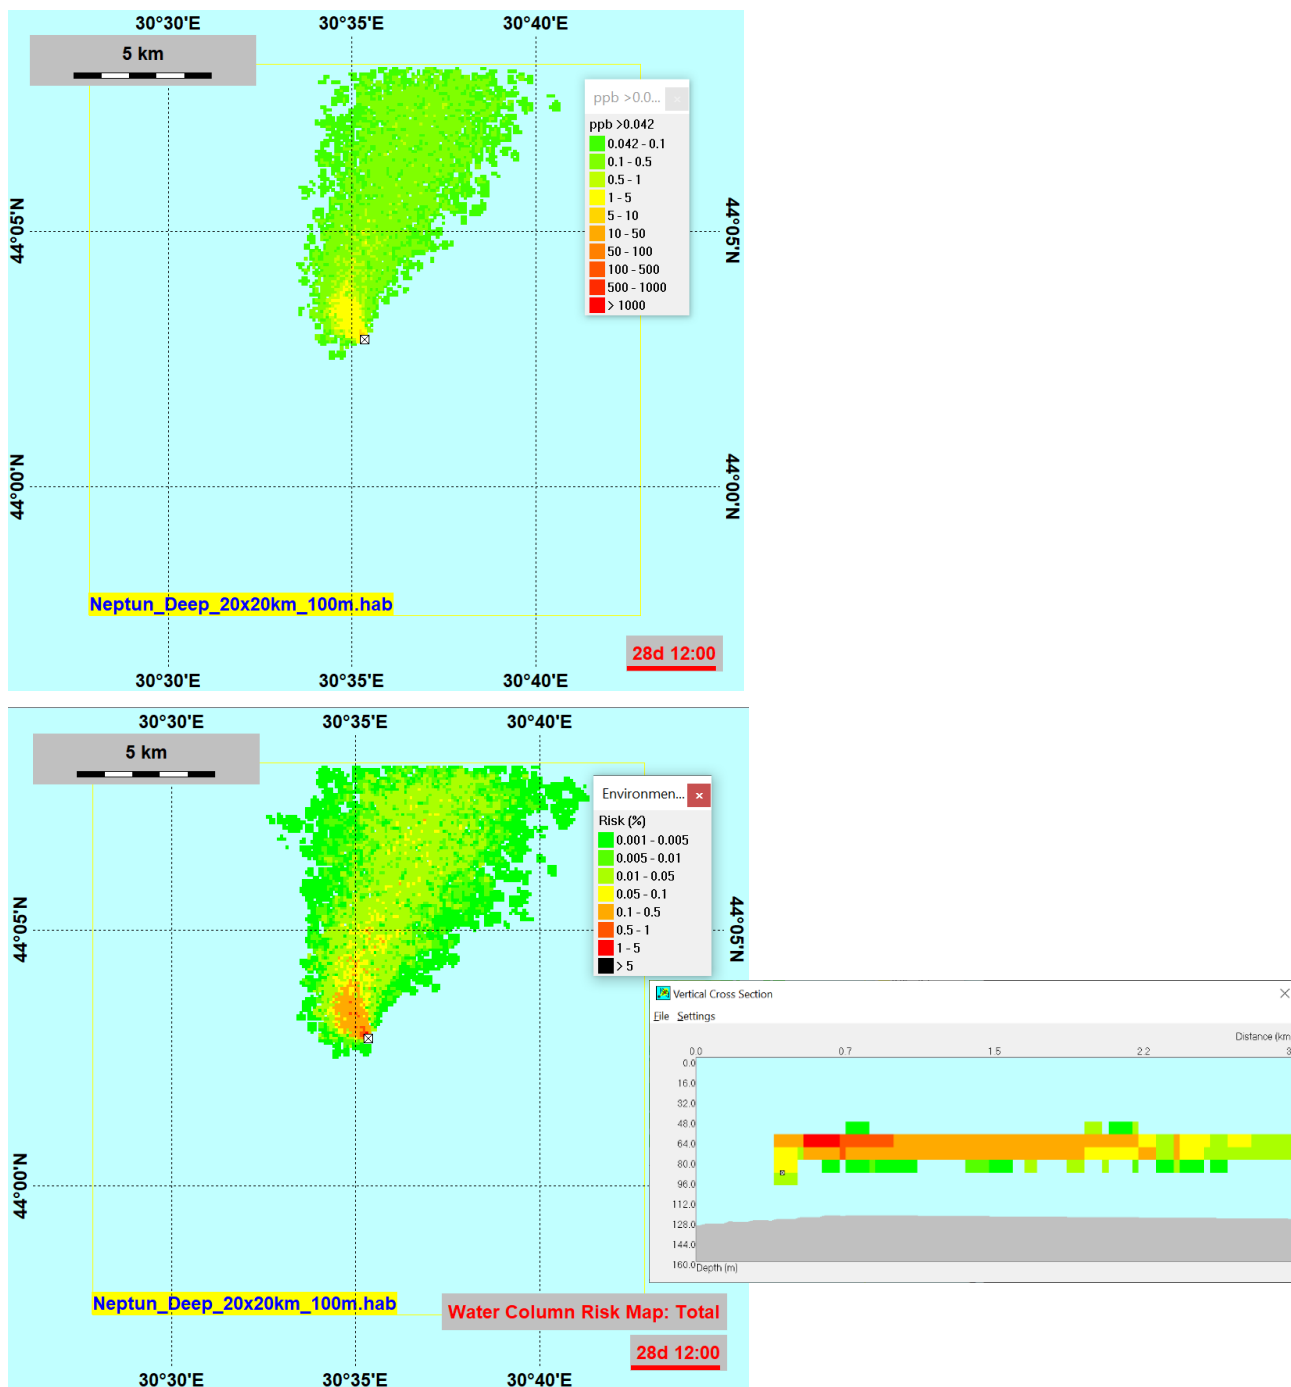 30°30'E 30°35'E 30°40'E
5 km
ppb >0.0...
ppb >0.042
0.042 - 0.1
0.1 - 0.5
0.5 - 1
1 - 5
5 - 10
10 - 50
50 - 100
100 - 500
500 - 1000
> 1000
44°05'N 44°05'N
44°00'N 44°00'N
Neptun_Deep_20x20km_100m.hab
28d 12:00
30°30'E 30°35'E 30°40'E
30°30'E 30°35'E 30°40'E
5 km
Environmen... ×
Risk (%)
0.001 - 0.005
0.005 - 0.01
0.01 - 0.05
0.05 - 0.1
0.1 - 0.5
0.5 - 1
1 - 5
> 5
44°05'N 44°05'N
44°00'N
Vertical Cross Section
File Settings
Distance (km
0.0 0.7 1.5 2.2 3
0.0
16.0
32.0
48.0
64.0
80.0
96.0
112.0
128.0
144.0
160.0
Depth (m)
Neptun_Deep_20x20km_100m.hab
Water Column Risk Map: Total
28d 12:00
30°30'E 30°35'E 30°40'E